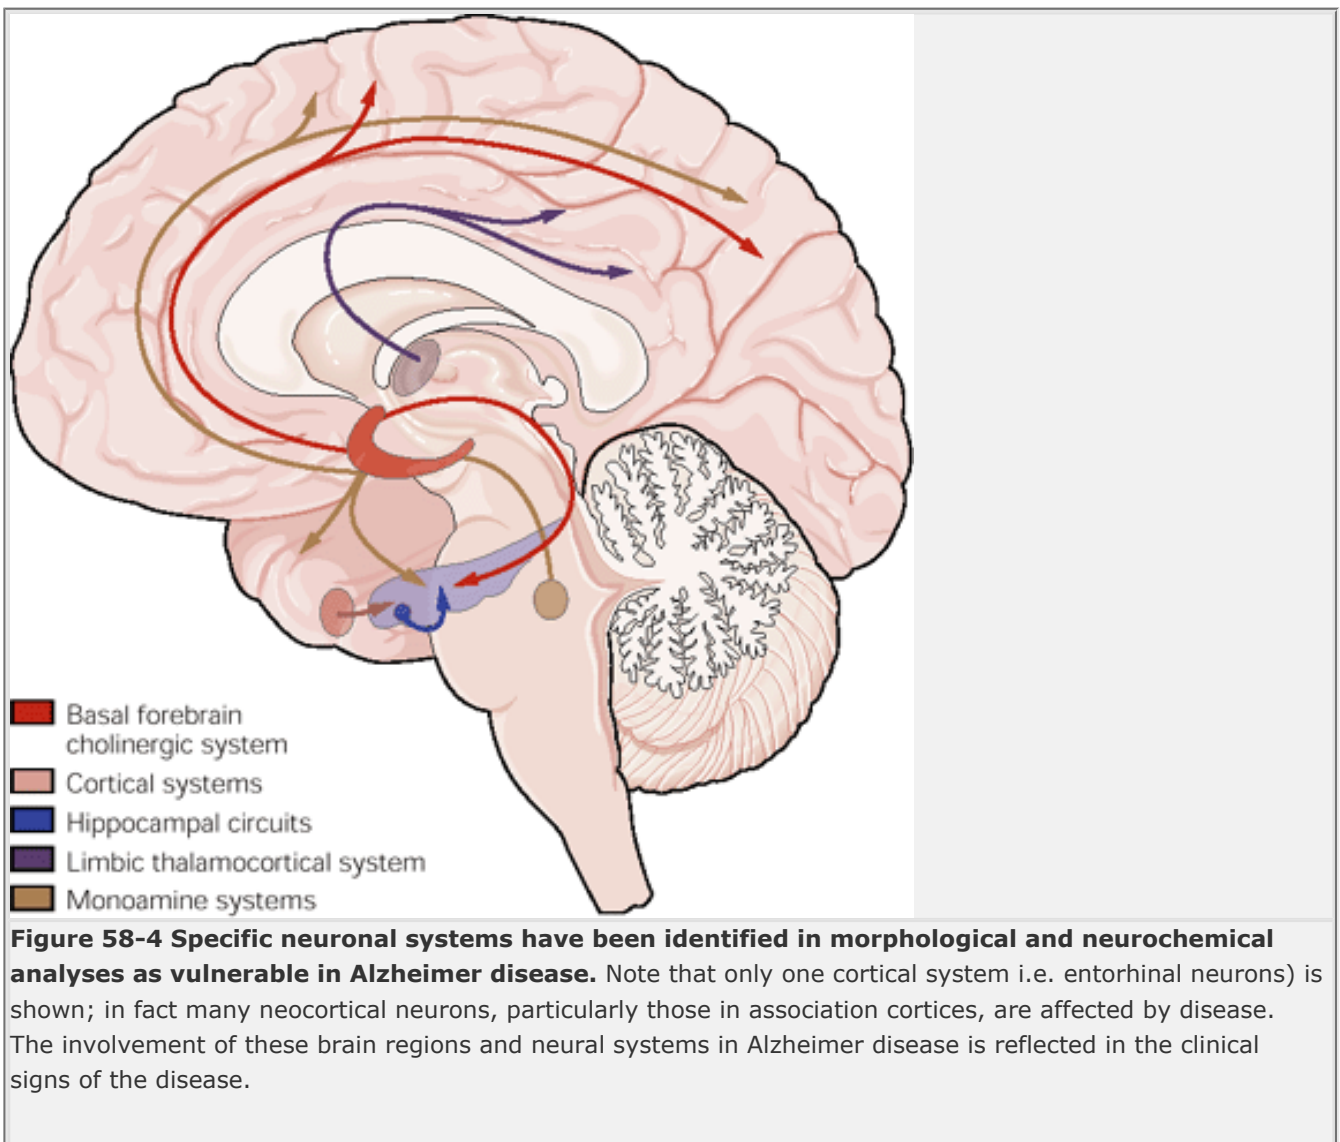 Basal forebrain
cholinergic system
Cortical systems
Hippocampal circuits
Limbic thalamocortical system
Monoamine systems
Figure 58-4 Specific neuronal systems have been identified in morphological and neurochemical
analyses as vulnerable in Alzheimer disease. Note that only one cortical system i.e. entorhinal neurons) is
shown; in fact many neocortical neurons, particularly those in association cortices, are affected by disease.
The involvement of these brain regions and neural systems in Alzheimer disease is reflected in the clinical
signs of the disease.